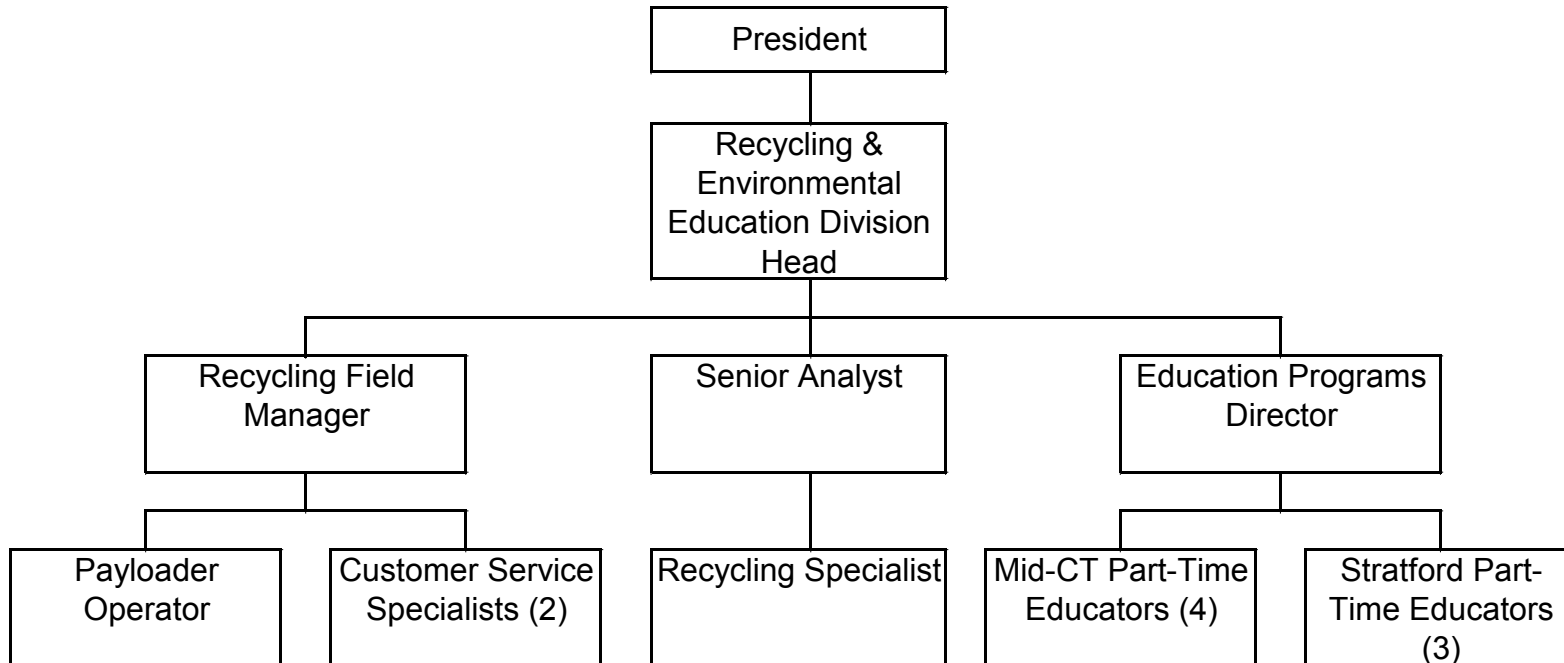 President
Recycling &
Environmental
Education Division
Head
Recycling Field
Manager
Senior Analyst
Education Programs
Director
Payloader
Operator
Customer Service
Specialists (2)
Recycling Specialist
Mid-CT Part-Time
Educators (4)
Stratford Part-
Time Educators
(3)